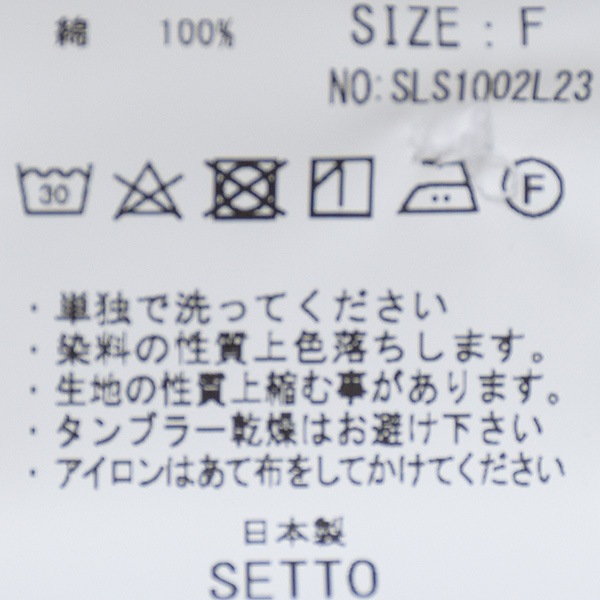 綿 100% SIZE : F
NO:SLS1002L23
30 F
・単独で洗ってください
・染料の性質上色落ちします。
・生地の性質上縮む事があります。
・タンブラー乾燥はお避け下さい
・アイロンはあて布をしてかけてください
日本製
SETTO